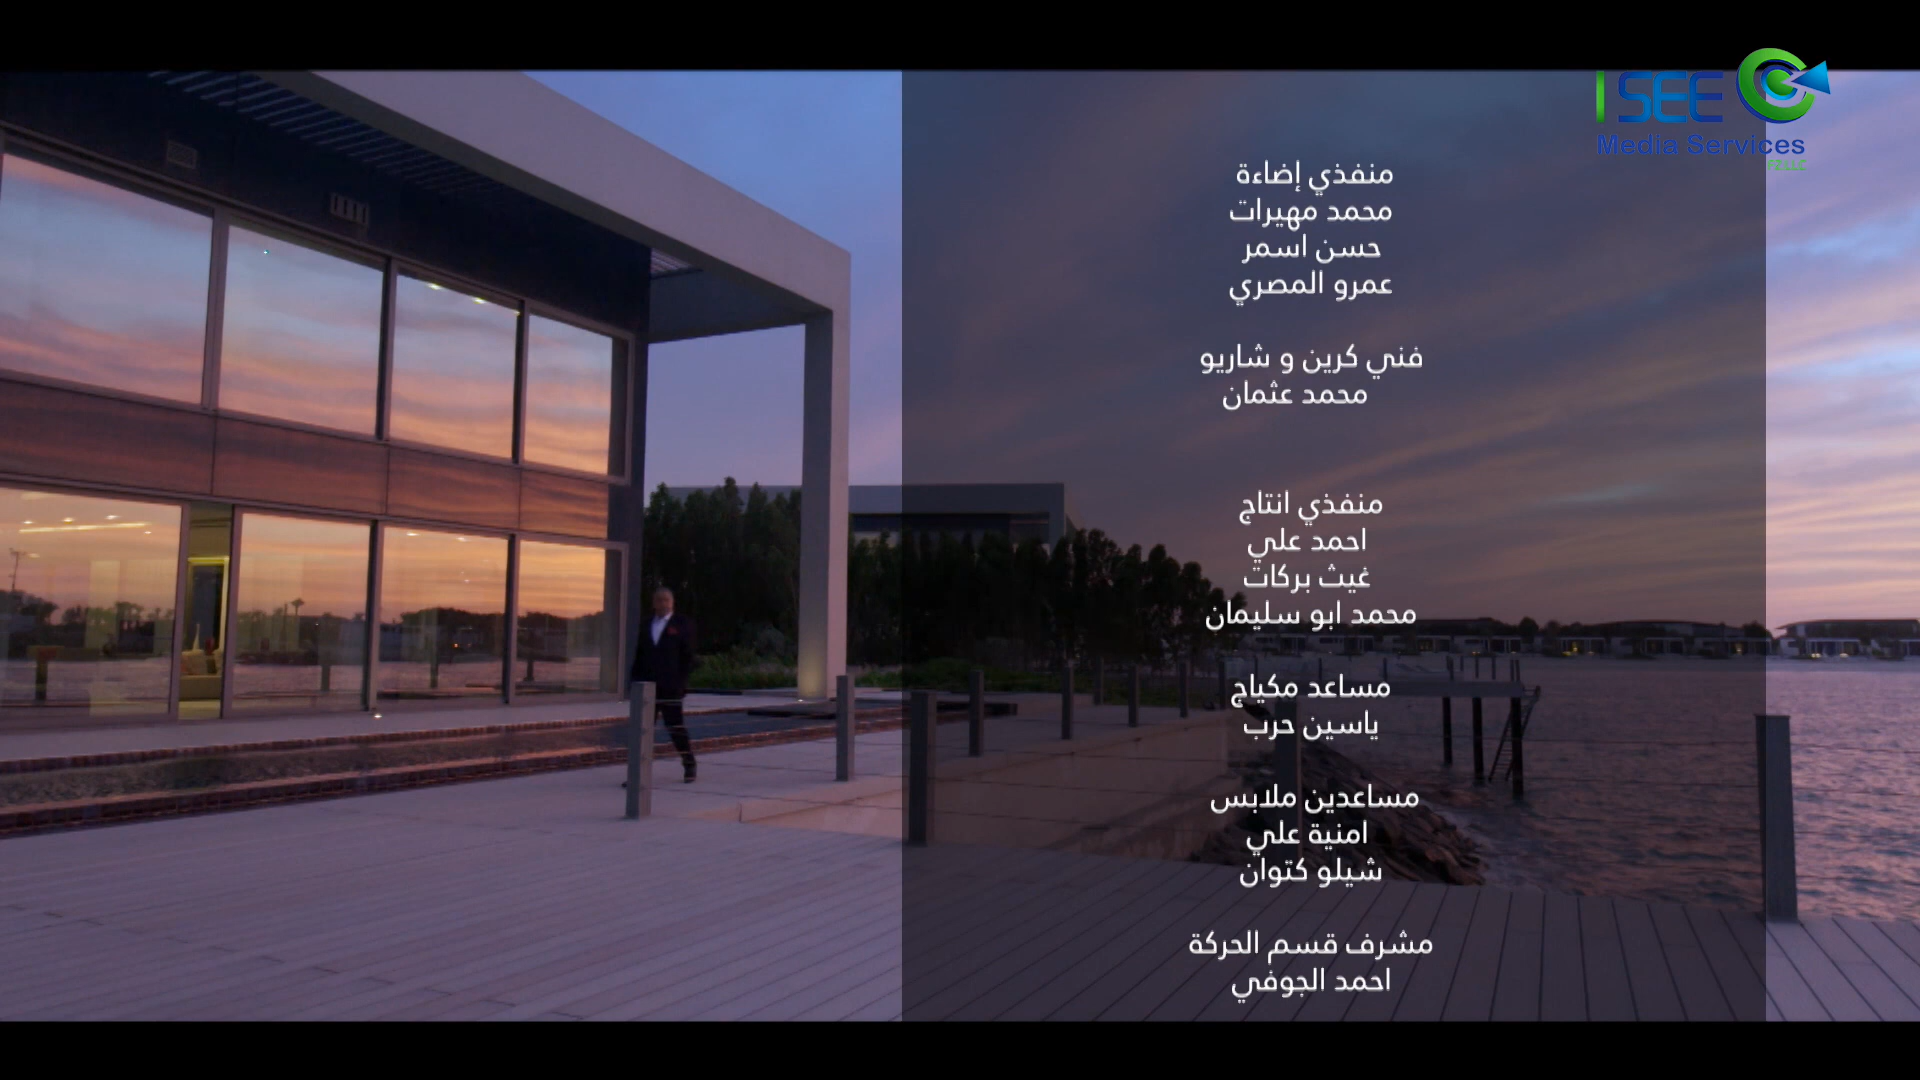 I SEE
Media Services
FZ LLC
منفذي إضاءة
محمد مهيرات
حسن اسمر
عمرو المصري
فني كرين و شاريو
محمد عثمان
منفذي انتاج
احمد علي
غيث بركات
محمد ابو سليمان
مساعد مكياج
ياسين حرب
مساعدين ملابس
امنية علي
شيلو كتوان
مشرف قسم الحركة
احمد الجوفي